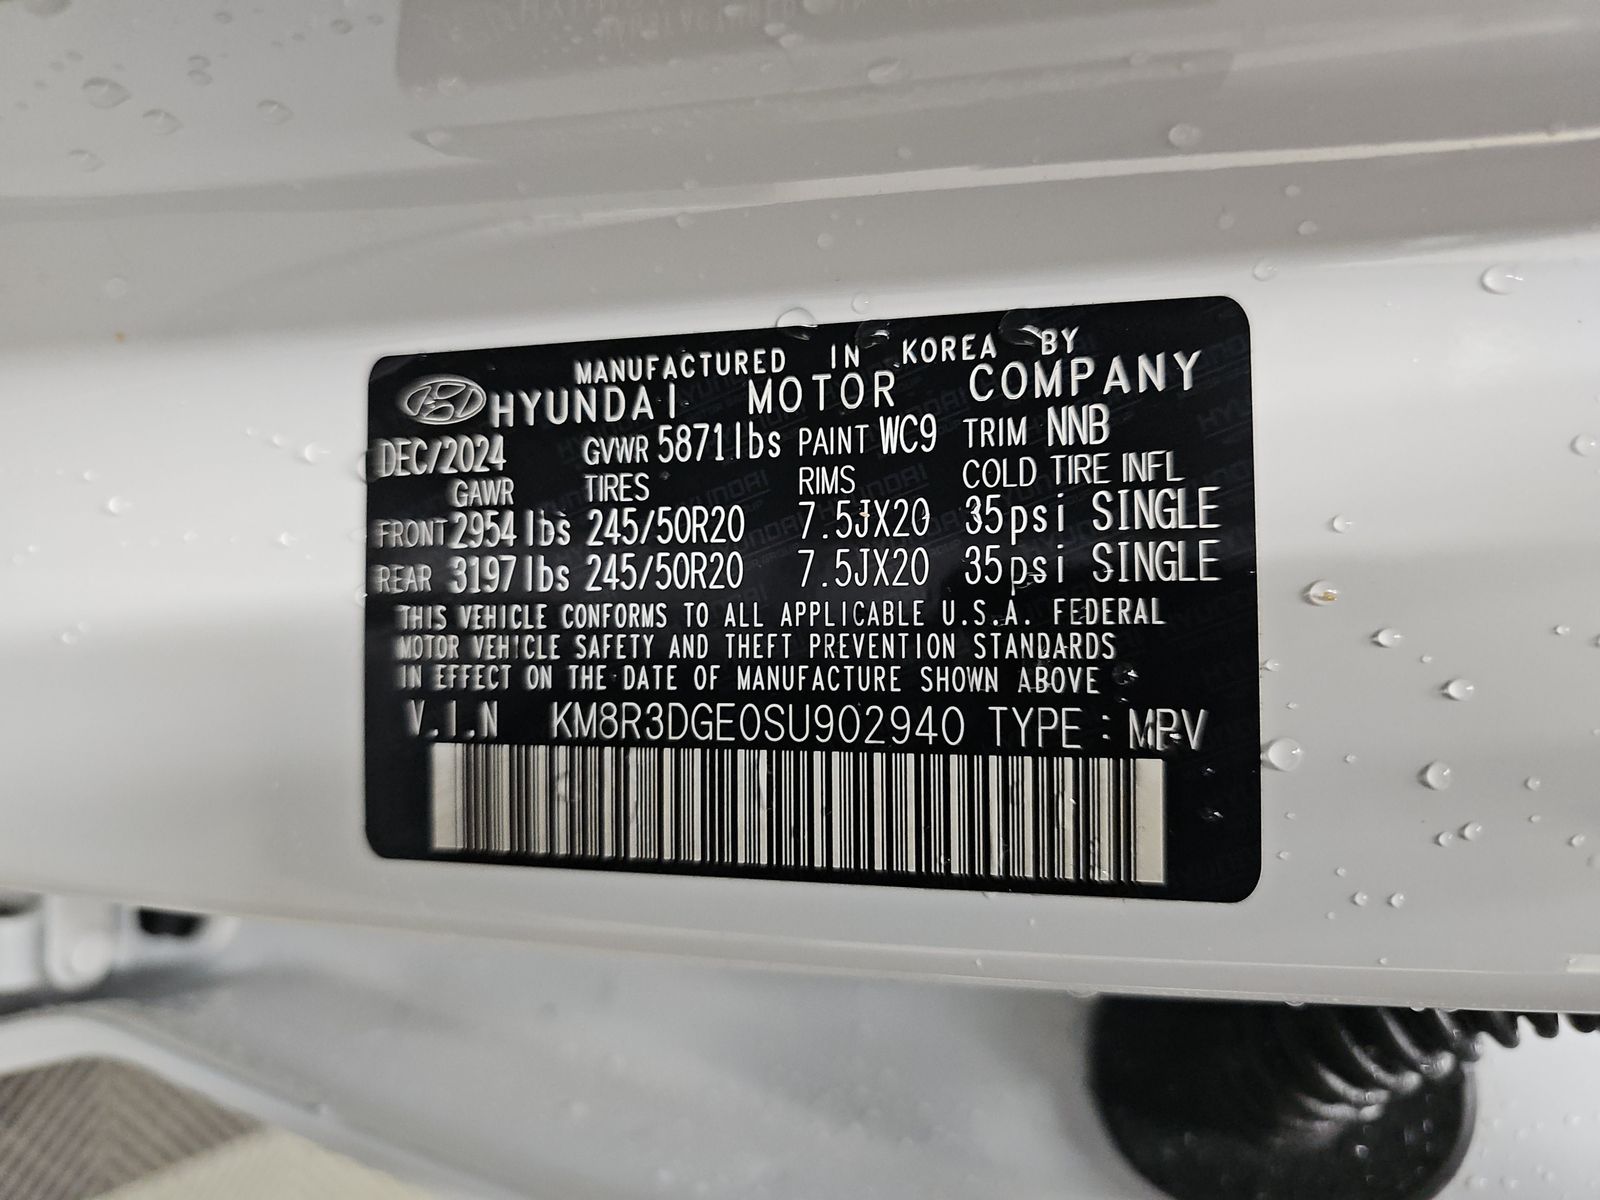 MANUFACTURED IN KOREA BY
HYUNDAI MOTOR COMPANY
DEC/2024 GVWR 5871lbs PAINT WC9 TRIM NNB
GAWR TIRES RIMS COLD TIRE INFL
FRONT 2954lbs 245/50R20 7.5JX20 35psi SINGLE
REAR 3197lbs 245/50R20 7.5JX20 35psi SINGLE
THIS VEHICLE CONFORMS TO ALL APPLICABLE U.S.A. FEDERAL
MOTOR VEHICLE SAFETY AND THEFT PREVENTION STANDARDS
IN EFFECT ON THE DATE OF MANUFACTURE SHOWN ABOVE
V.I.N KM8R3DGE0SU902940 TYPE : MPV